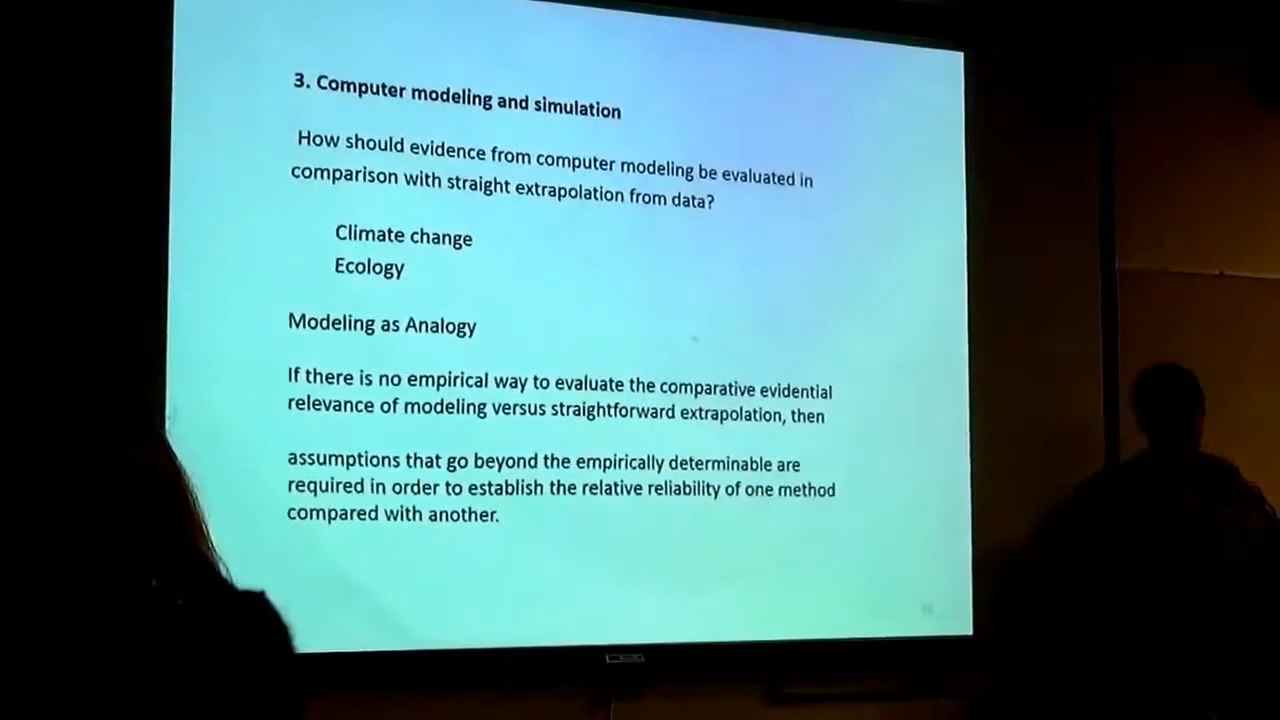 3. Computer modeling and simulation
How should evidence from computer modeling be evaluated in
comparison with straight extrapolation from data?
Climate change
Ecology
Modeling as Analogy
If there is no empirical way to evaluate the comparative evidential
relevance of modeling versus straightforward extrapolation, then
assumptions that go beyond the empirically determinable are
required in order to establish the relative reliability of one method
compared with another.